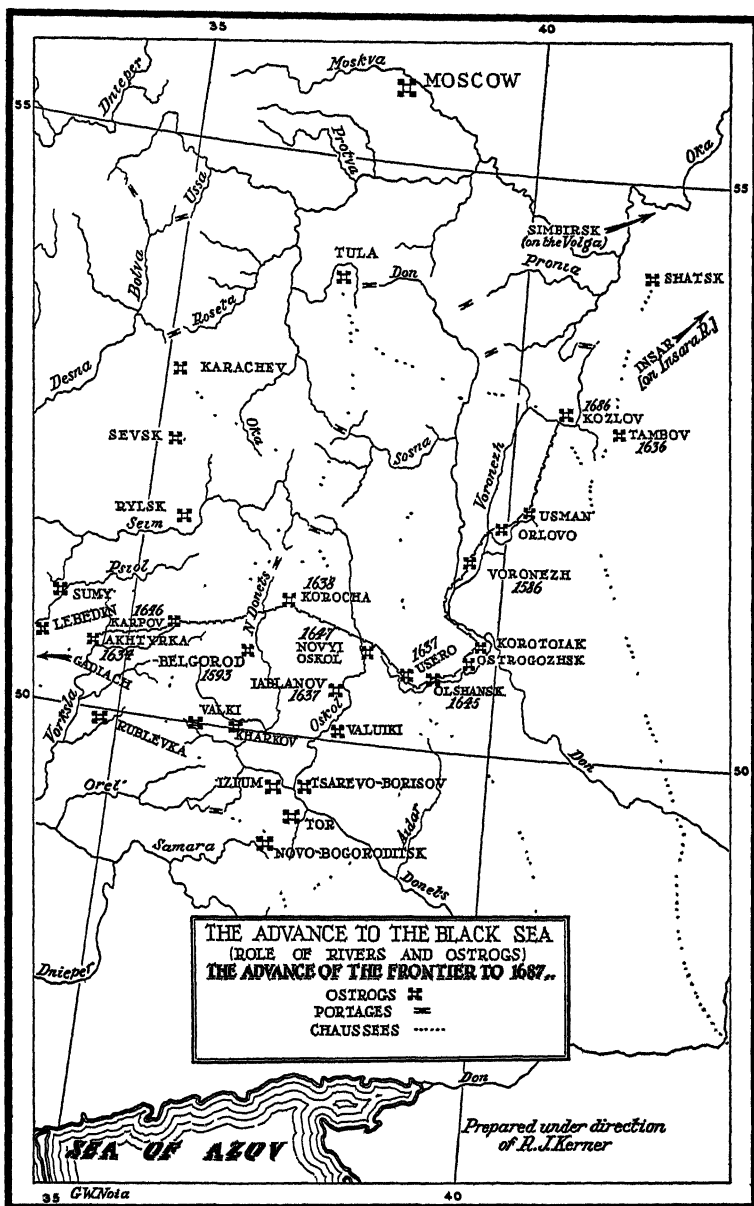 35
40
Dnieper
Moskva
MOSCOW
55
Protva
Oka
Ussa
55
SIMBIRSK
(on the Volga)
TULA
Don
Pronia
SHATSK
Bolva
Roseta
INSAR
[on Insara R.]
Desna
KARACHEV
1686
KOZLOV
Oka
SEVSK
Sosna
TAMBOV
1636
Voronezh
RYLSK
Seim
USMAN'
ORLOVO
Psiol
N. Donets
VORONEZH
1586
SUMY
1638
KOROCHA
LEBEDIN
1646
KARPOV
AKHTYRKA
1634
1647
NOVYI
OSKOL
1637
USERO
KOROTOIAK
OSTROGOZHSK
GADIACH
BELGOROD
1593
IABLANOV
1637
OLSHANSK
1645
50
Vorksla
RUBLEVKA
VALKI
KHARKOV
Oskol
VALUIKI
Don
50
Orel'
IZIUM
TSAREVO-BORISOV
TOR
Aidar
Samara
NOVO-BOGORODITSK
Donets
THE ADVANCE TO THE BLACK SEA
(ROLE OF RIVERS AND OSTROGS)
THE ADVANCE OF THE FRONTIER TO 1687..
OSTROGS
PORTAGES
CHAUSSEES
Dnieper
Don
SEA OF AZOV
Prepared under direction
of R.J.Kerner
35
G.W.Noia
40